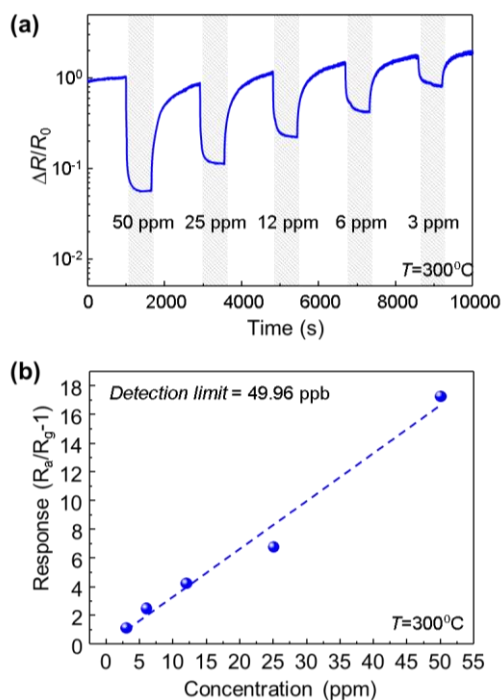 (a)
ΔR/R₀
10⁰
10⁻¹
10⁻²
50 ppm 25 ppm 12 ppm 6 ppm 3 ppm
T=300°C
0 2000 4000 6000 8000 10000
Time (s)
(b)
Response (Rₐ/R_g-1)
18
16
14
12
10
8
6
4
2
0
Detection limit = 49.96 ppb
T=300°C
0 5 10 15 20 25 30 35 40 45 50 55
Concentration (ppm)